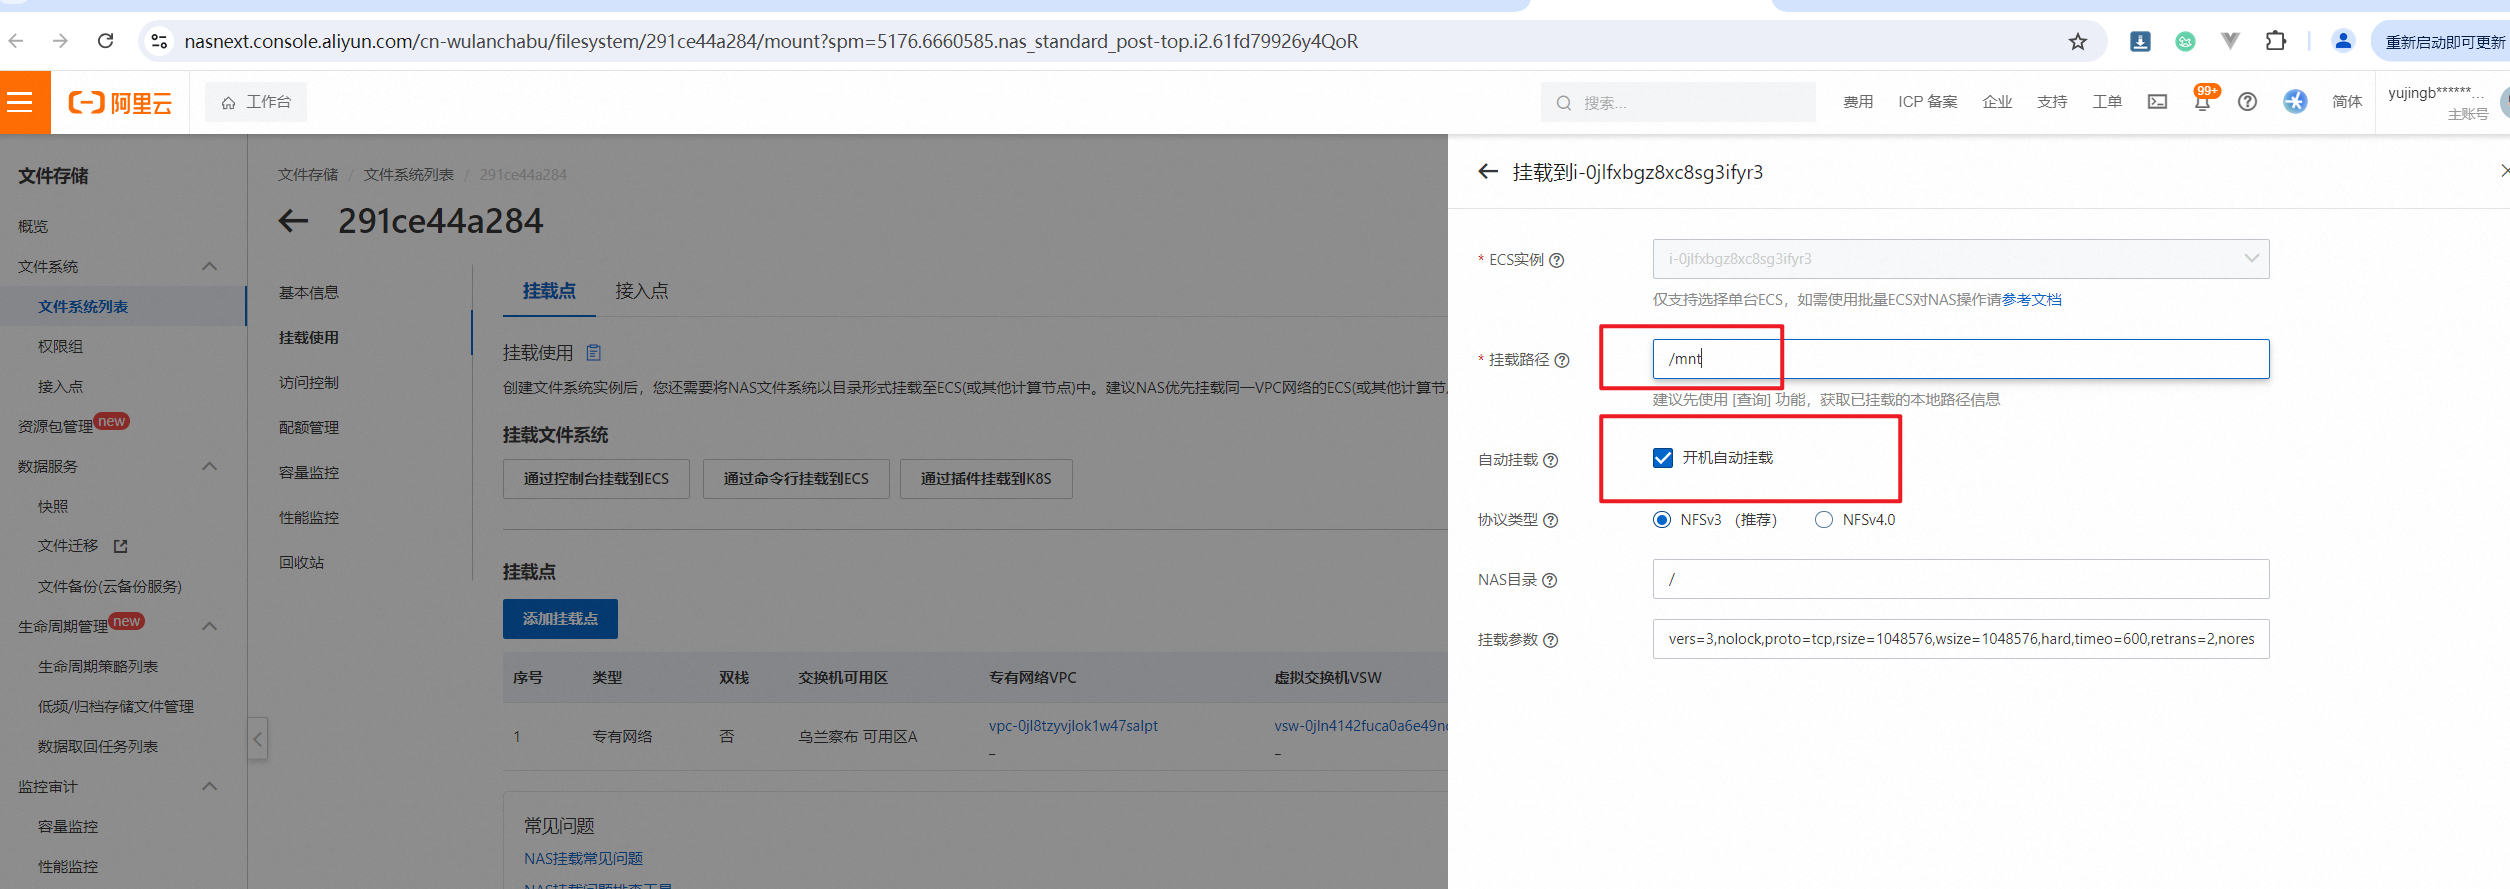 nasnext.console.aliyun.com/cn-wulanchabu/filesystem/291ce44a284/mount?spm=5176.6660585.nas_standard_post-top.i2.61fd79926y4QoR
重新启动即可更新
阿里云
工作台
搜索...
费用
ICP 备案
企业
支持
工单
99+
简体
yujingb******...
主账号
文件存储
概览
文件系统
文件系统列表
权限组
接入点
资源包管理 new
数据服务
快照
文件迁移
文件备份(云备份服务)
生命周期管理 new
生命周期策略列表
低频/归档存储文件管理
数据取回任务列表
监控审计
容量监控
性能监控
文件存储 / 文件系统列表 / 291ce44a284
291ce44a284
基本信息
挂载使用
访问控制
配额管理
容量监控
性能监控
回收站
挂载点 接入点
挂载使用
创建文件系统实例后，您还需要将NAS文件系统以目录形式挂载至ECS(或其他计算节点)中。建议NAS优先挂载同一VPC网络的ECS(或其他计算节
挂载文件系统
通过控制台挂载到ECS 通过命令行挂载到ECS 通过插件挂载到K8S
挂载点
添加挂载点
序号 类型 双栈 交换机可用区 专有网络VPC 虚拟交换机VSW
1 专有网络 否 乌兰察布 可用区A vpc-0jl8tzyvjlok1w47salpt vsw-0jln4142fuca0a6e49n
– –
常见问题
NAS挂载常见问题
NAS挂载问题排查工具
挂载到i-0jlfxbgz8xc8sg3ifyr3
* ECS实例 i-0jlfxbgz8xc8sg3ifyr3
仅支持选择单台ECS，如需使用批量ECS对NAS操作请参考文档
* 挂载路径 /mnt
建议先使用 [查询] 功能，获取已挂载的本地路径信息
自动挂载 开机自动挂载
协议类型 NFSv3 （推荐） NFSv4.0
NAS目录 /
挂载参数 vers=3,nolock,proto=tcp,rsize=1048576,wsize=1048576,hard,timeo=600,retrans=2,nores